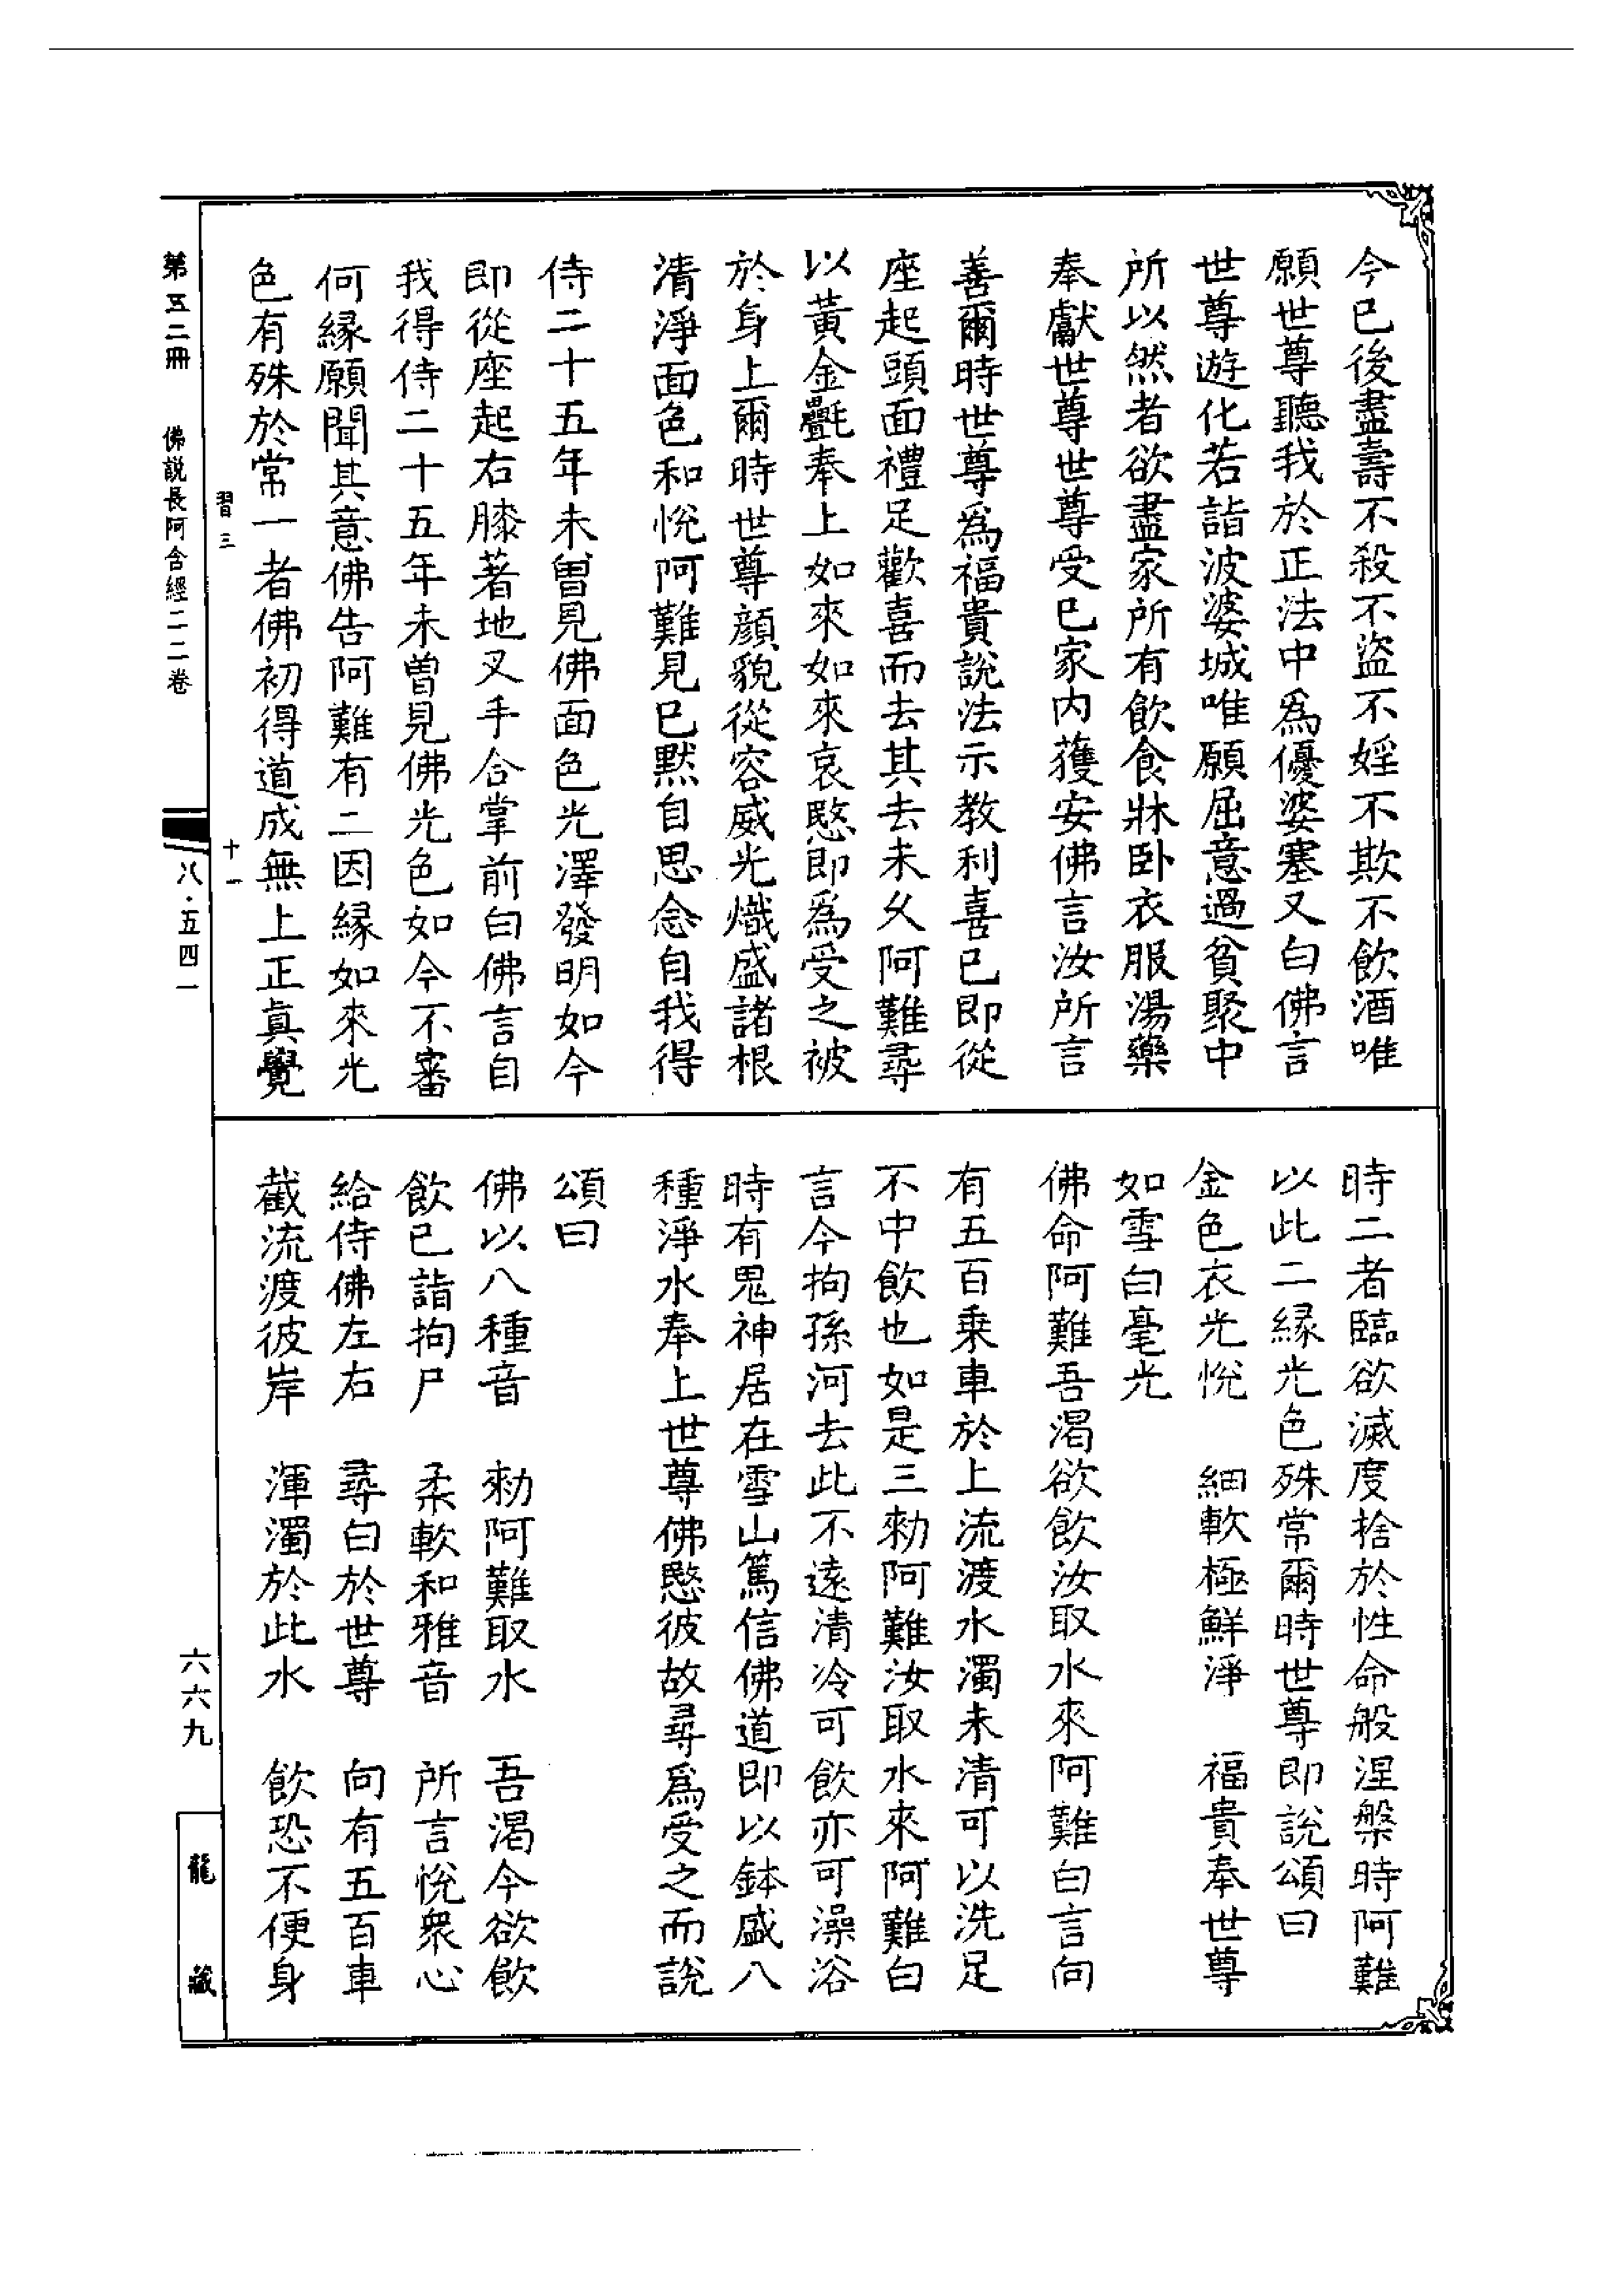 今已後盡壽不殺不盜不婬不欺不飲酒唯
願世尊聽我於正法中為優婆塞又白佛言
世尊遊化若詣波婆城唯願屈意過貧聚中
所以然者欲盡家所有飲食牀卧衣服湯藥
奉獻世尊世尊受已家內獲安佛言汝所言
善爾時世尊為福貴說法示教利喜已即從
座起頭面禮足歡喜而去其去未久阿難尋
以黃金氎奉上如來如來哀愍即為受之被
於身上爾時世尊顏貌從容威光熾盛諸根
清淨面色和悅阿難見已默自思念自我得
侍二十五年未曾見佛面色光澤發明如今
即從座起右膝著地叉手合掌前白佛言自
我得侍二十五年未曾見佛光色如今不審
何緣願聞其意佛告阿難有二因緣如來光
色有殊於常一者佛初得道成無上正真覺
時二者臨欲滅度捨於性命般涅槃時阿難
以此二緣光色殊常爾時世尊即說頌曰
金色衣光悅　細軟極鮮淨　福貴奉世尊
如雪白毫光
佛命阿難吾渴欲飲汝取水來阿難白言向
有五百乘車於上流渡水濁未清可以洗足
不中飲也如是三勑阿難汝取水來阿難白
言今拘孫河去此不遠清冷可飲亦可澡浴
時有鬼神居在雪山篤信佛道即以鉢盛八
種淨水奉上世尊佛愍彼故尋為受之而說
頌曰
佛以八種音　勑阿難取水　吾渴今欲飲
飲已詣拘尸　柔軟和雅音　所言悅眾心
給侍佛左右　尋白於世尊　向有五百車
截流渡彼岸　渾濁於此水　飲恐不便身
習三　十一
第五二冊　佛說長阿含經二二卷　八·五四一　六六九　龍藏